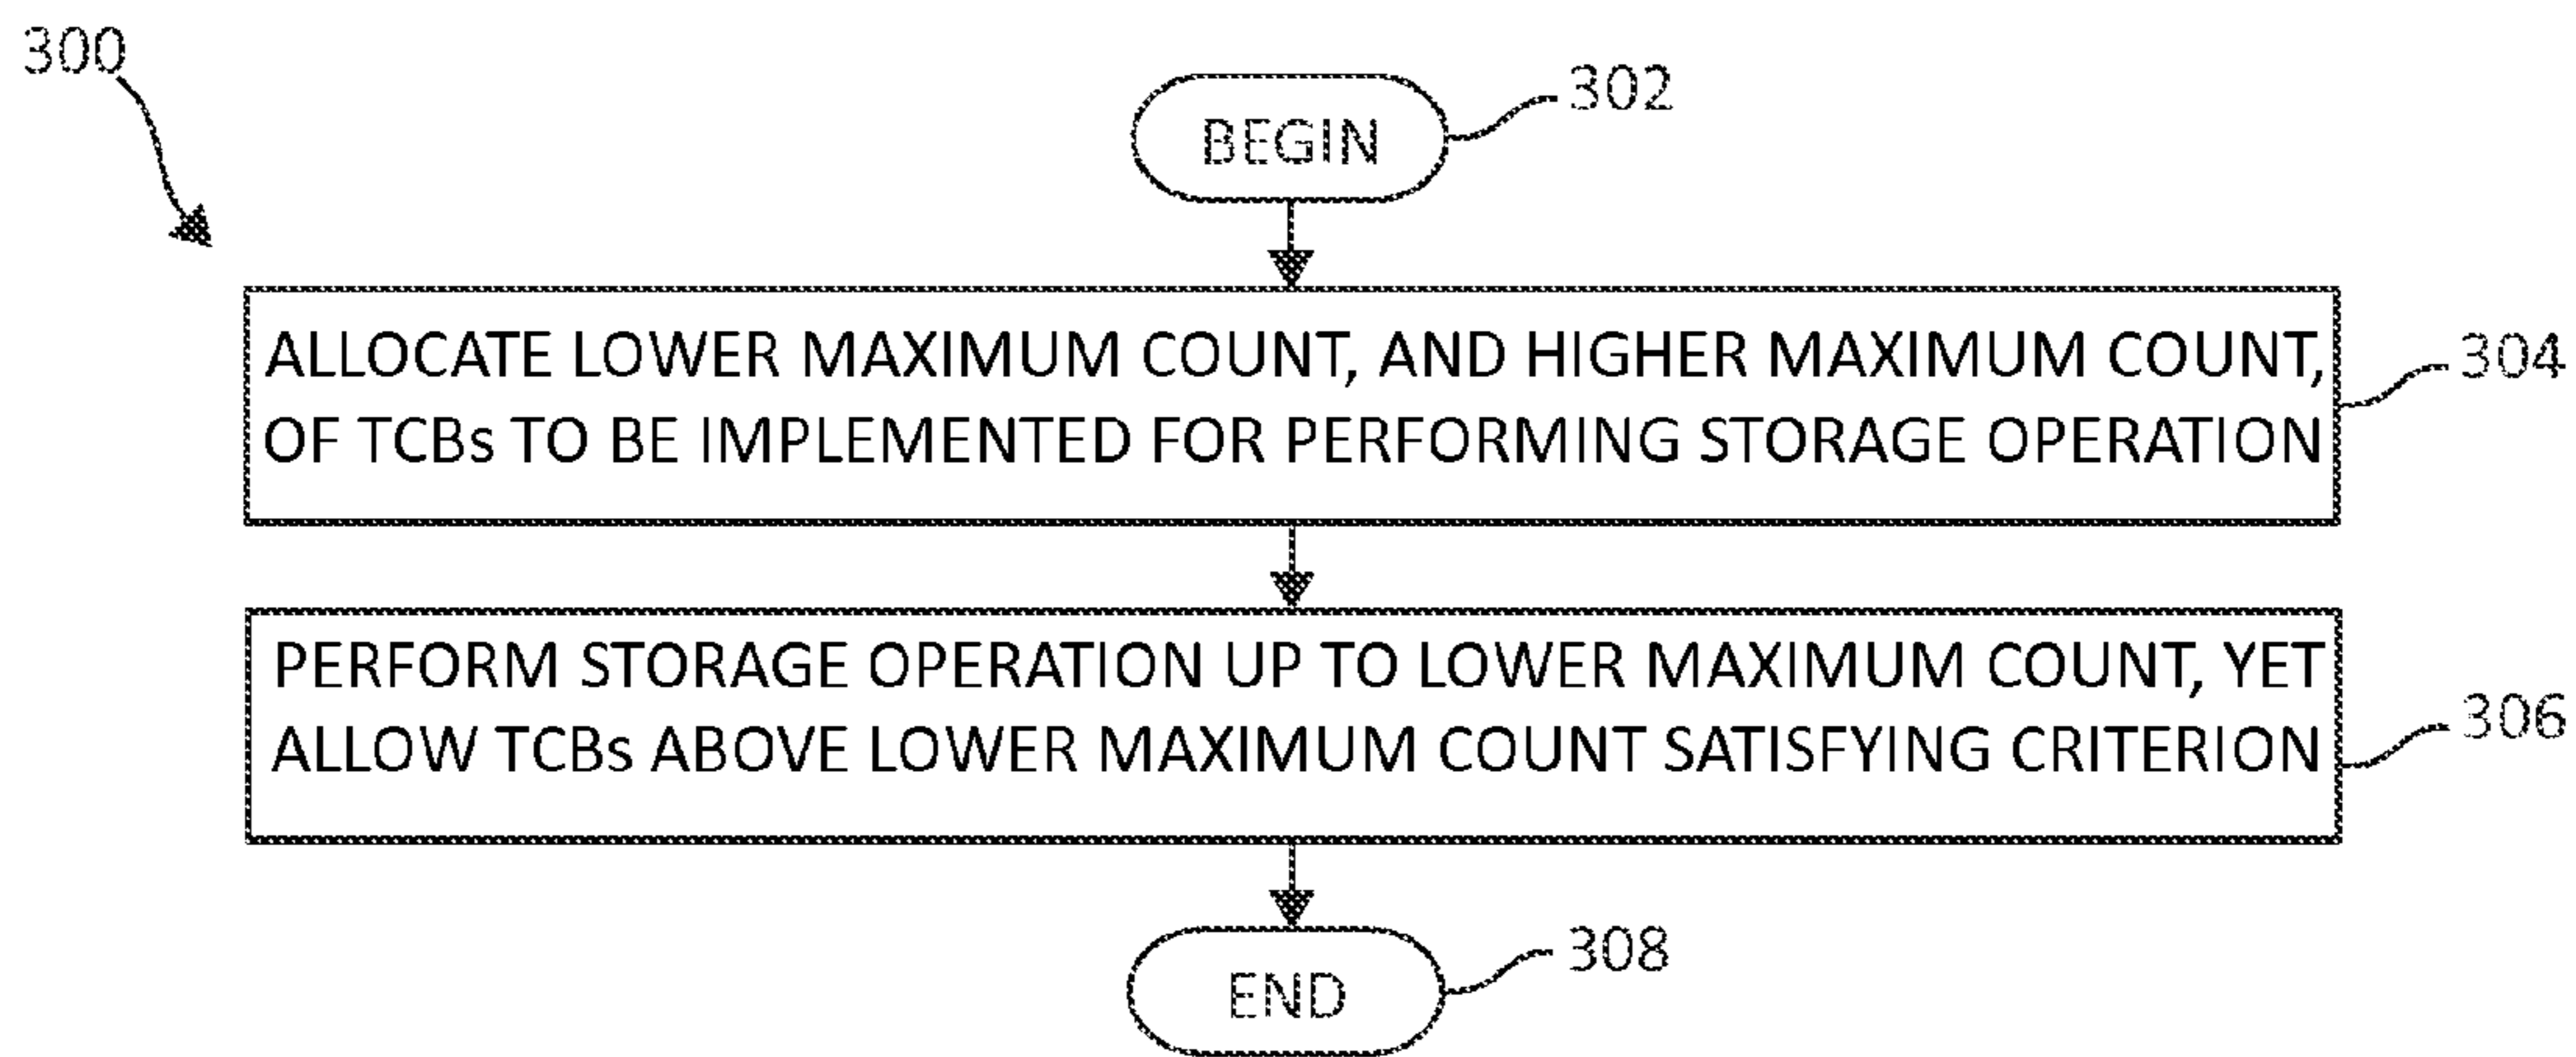 300
BEGIN
302
ALLOCATE LOWER MAXIMUM COUNT, AND HIGHER MAXIMUM COUNT,
OF TCBs TO BE IMPLEMENTED FOR PERFORMING STORAGE OPERATION
304
PERFORM STORAGE OPERATION UP TO LOWER MAXIMUM COUNT, YET
ALLOW TCBs ABOVE LOWER MAXIMUM COUNT SATISFYING CRITERION
306
END
308